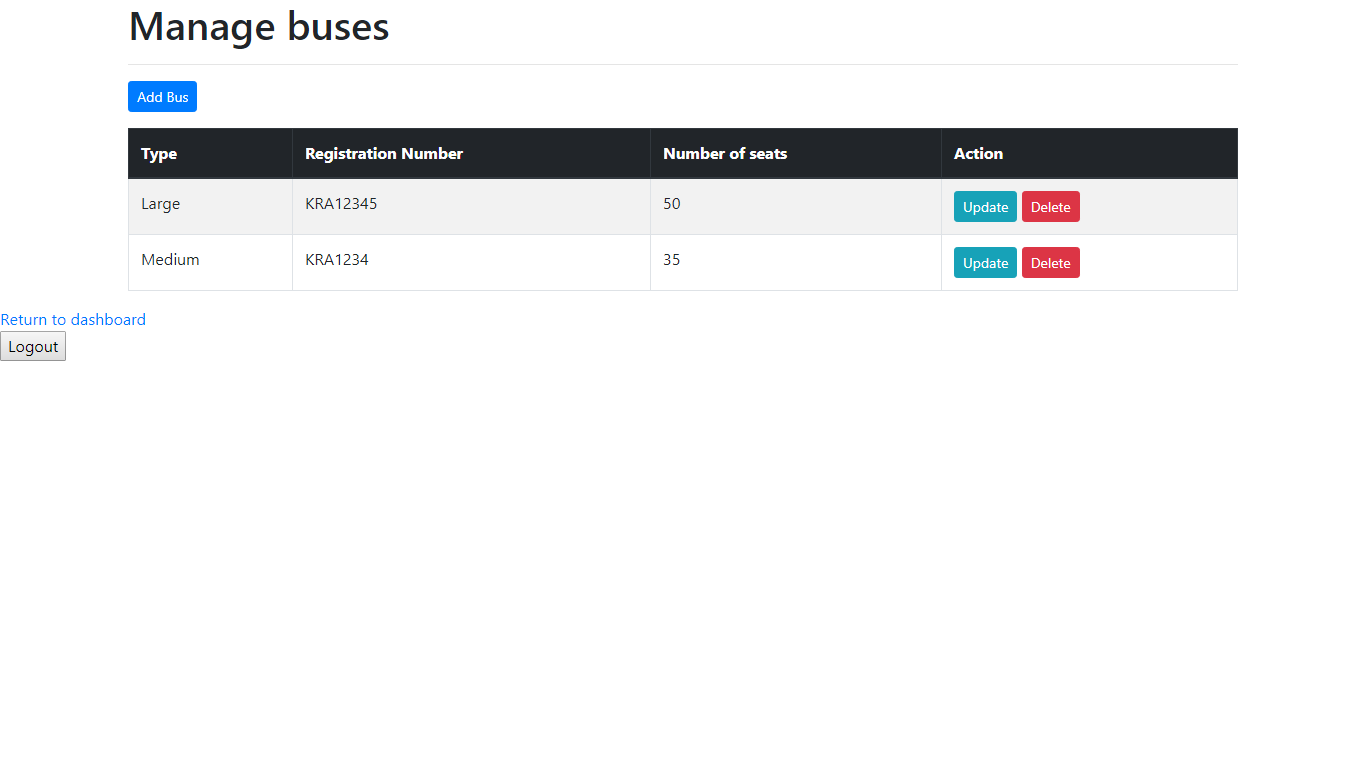 Manage buses
Add Bus
Type Registration Number Number of seats Action
Large KRA12345 50 Update Delete
Medium KRA1234 35 Update Delete
Return to dashboard
Logout